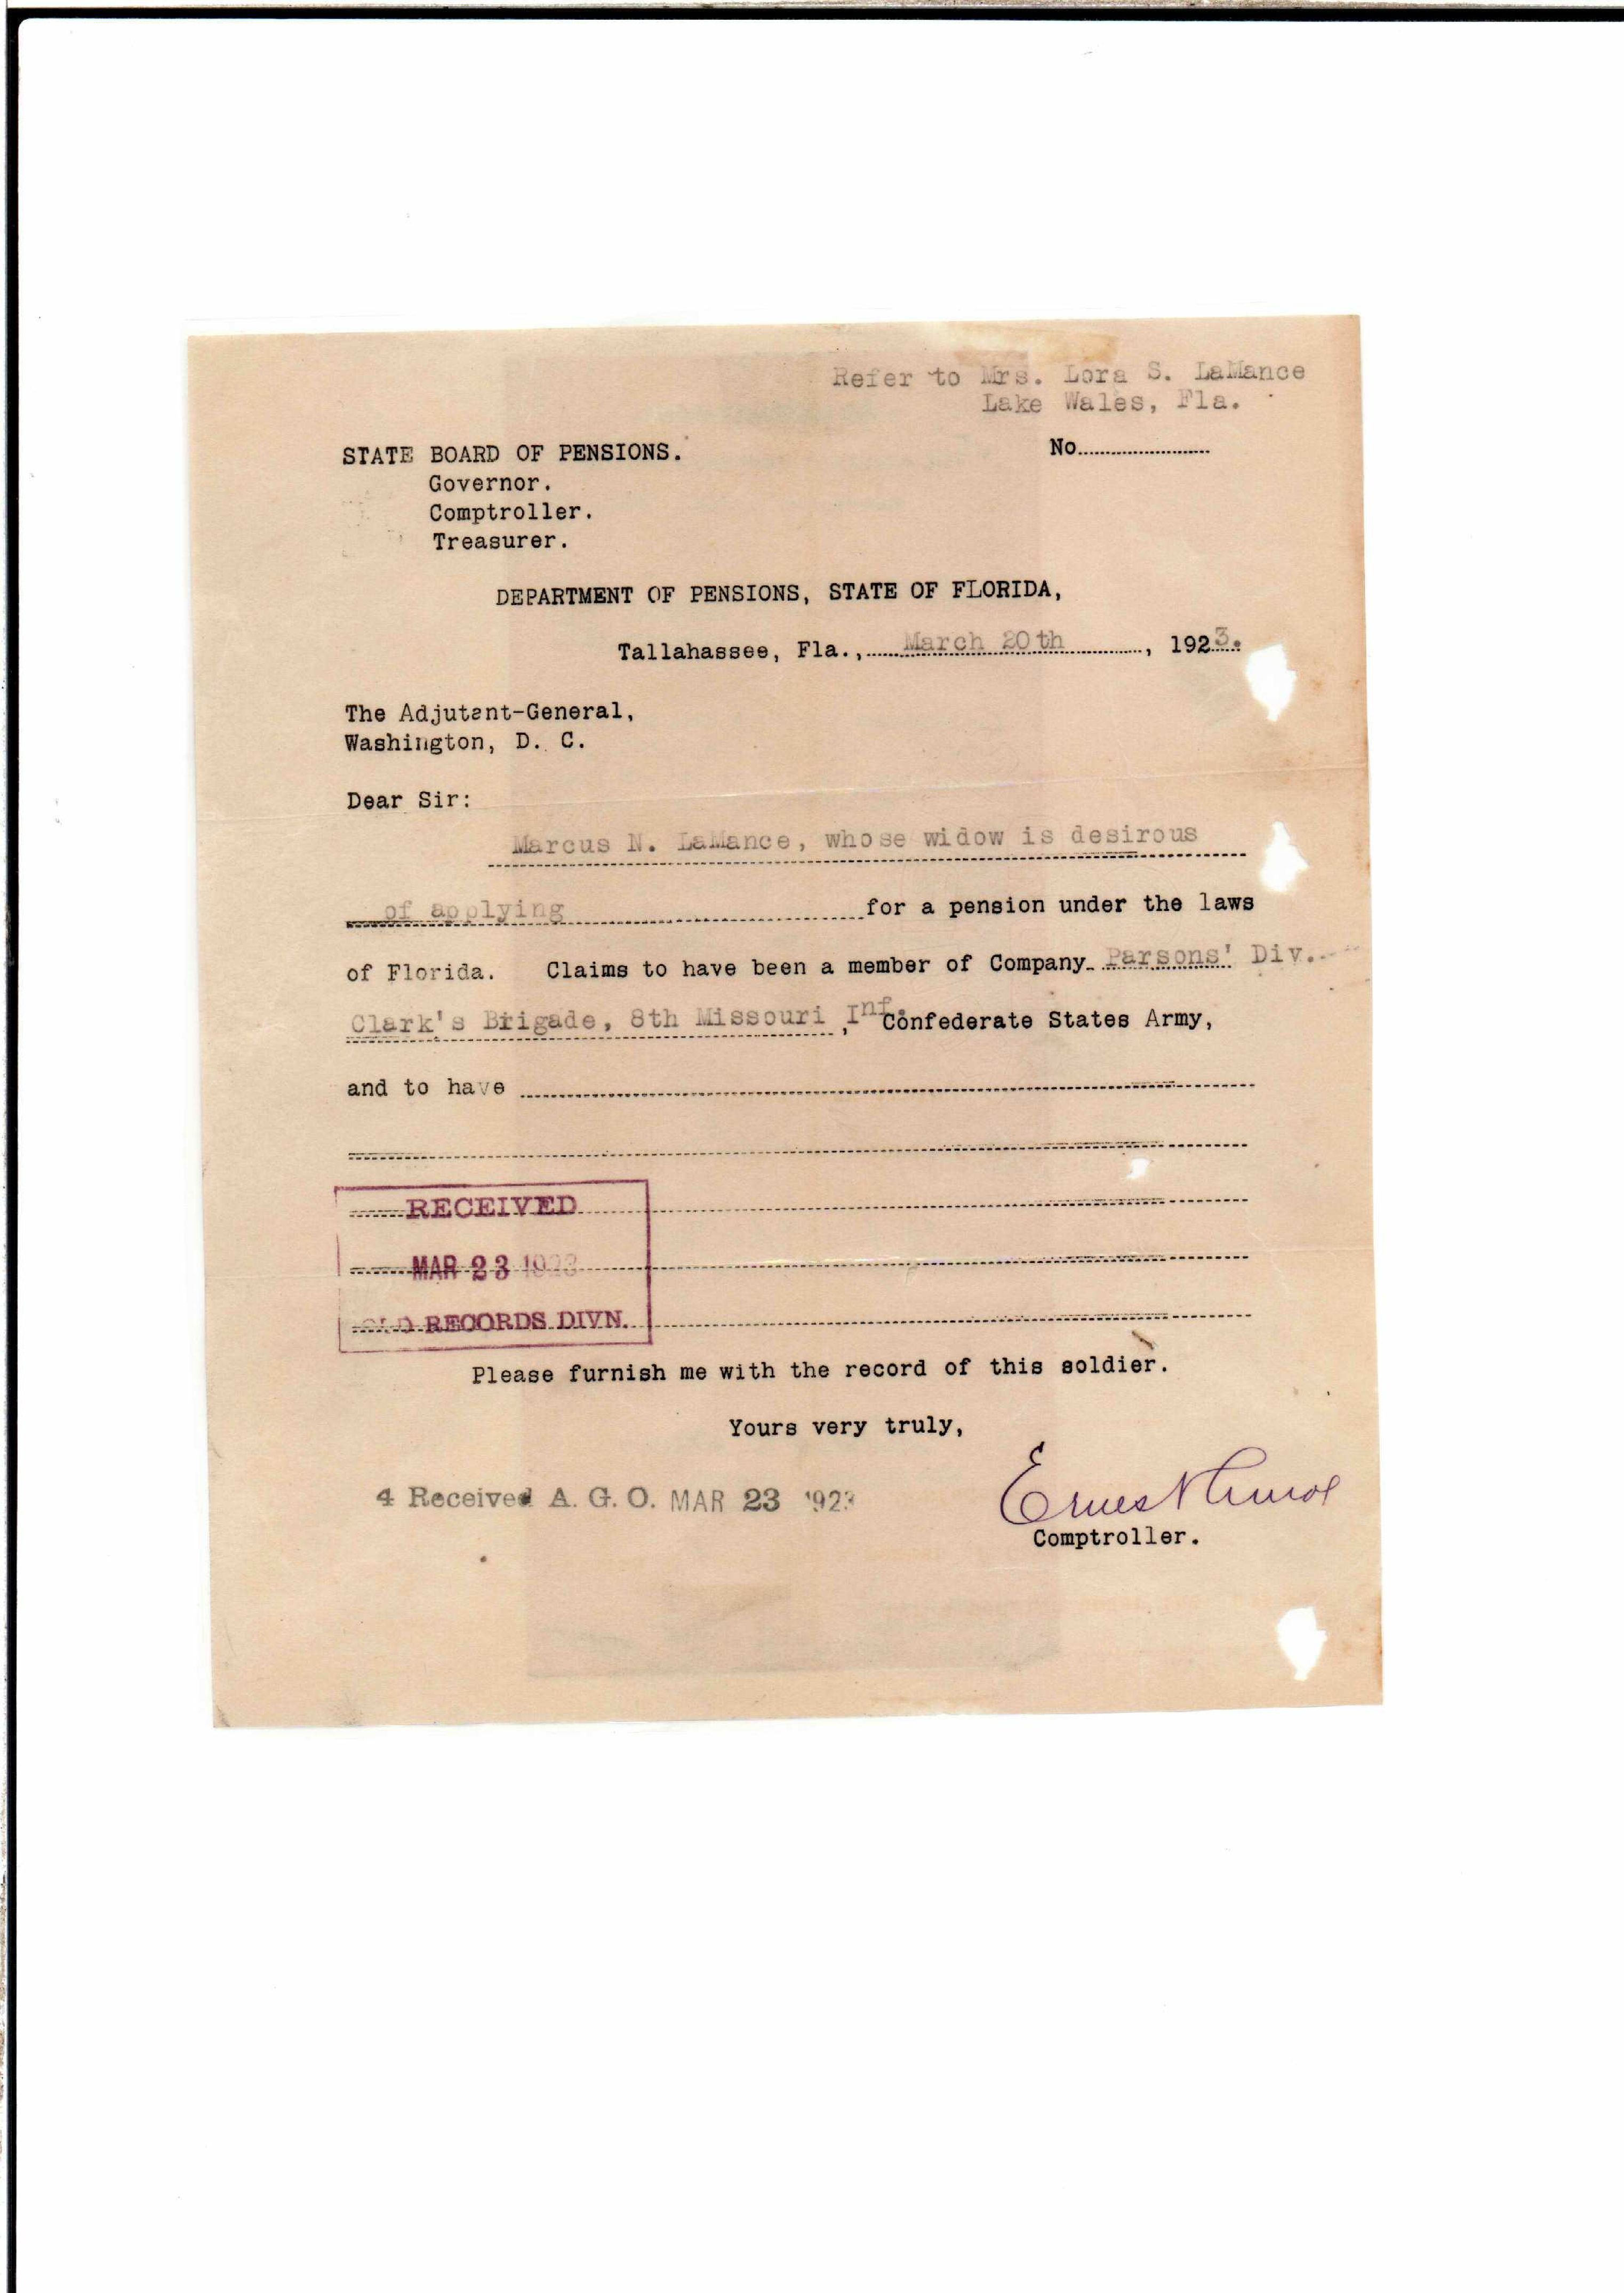 Refer to Mrs. Lora S. LaMance
Lake Wales, Fla.
STATE BOARD OF PENSIONS.
No
Governor.
Comptroller.
Treasurer.
DEPARTMENT OF PENSIONS, STATE OF FLORIDA,
Tallahassee, Fla., March 20th, 1923.
The Adjutant-General,
Washington, D. C.
Dear Sir:
Marcus N. LaMance, whose widow is desirous
of applying for a pension under the laws
of Florida. Claims to have been a member of Company Parsons' Div.
Clark's Brigade, 8th Missouri, Inf. Confederate States Army,
and to have
RECEIVED
MAR 23 1923
OLD RECORDS DIVN.
Please furnish me with the record of this soldier.
Yours very truly,
4 Received A. G. O. MAR 23 1923
Ernest Amos
Comptroller.